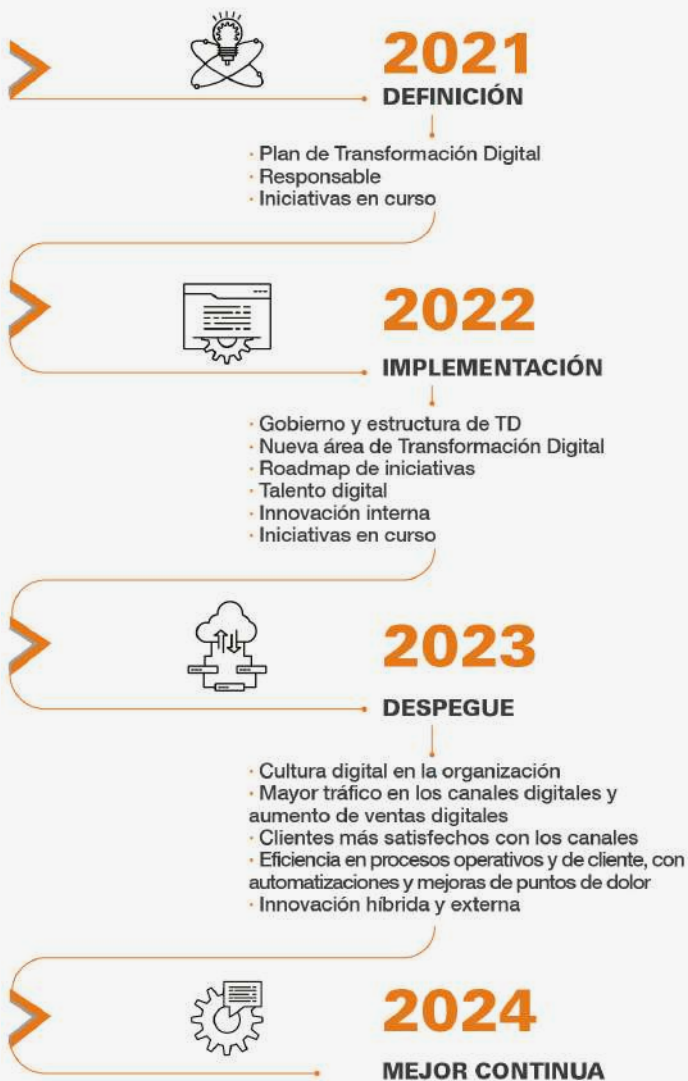 2021
DEFINICIÓN
· Plan de Transformación Digital
· Responsable
· Iniciativas en curso
2022
IMPLEMENTACIÓN
· Gobierno y estructura de TD
· Nueva área de Transformación Digital
· Roadmap de iniciativas
· Talento digital
· Innovación interna
· Iniciativas en curso
2023
DESPEGUE
· Cultura digital en la organización
· Mayor tráfico en los canales digitales y
aumento de ventas digitales
· Clientes más satisfechos con los canales
· Eficiencia en procesos operativos y de cliente, con
automatizaciones y mejoras de puntos de dolor
· Innovación híbrida y externa
2024
MEJOR CONTINUA